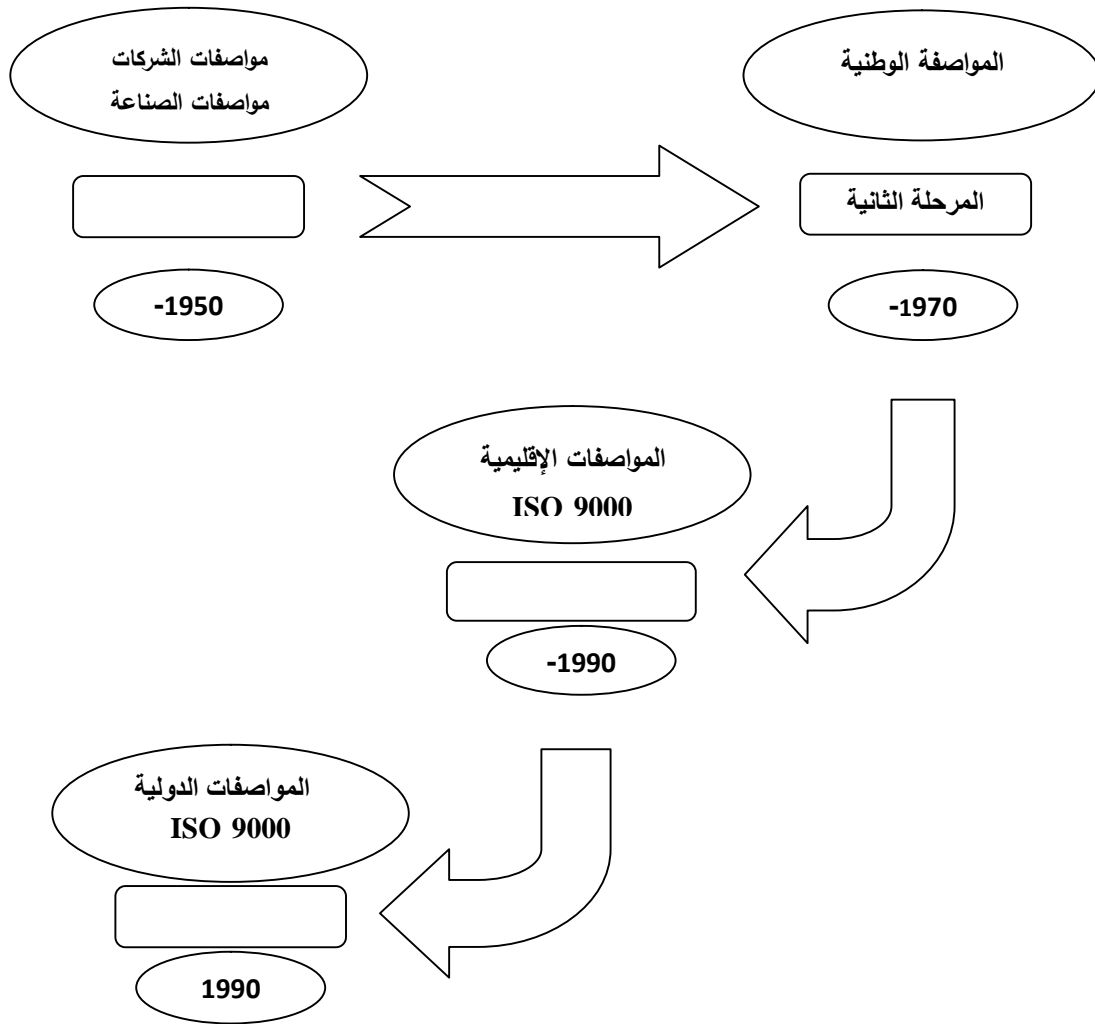 مواصفات الشركات
مواصفات الصناعة
-1950
المواصفة الوطنية
المرحلة الثانية
-1970
المواصفات الإقليمية
ISO 9000
-1990
المواصفات الدولية
ISO 9000
1990